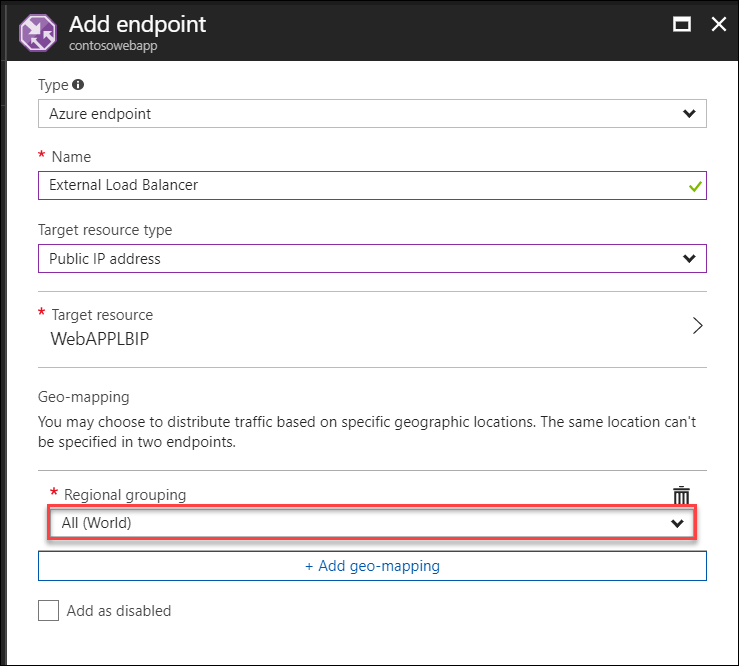 Add endpoint
contosowebapp
Type
Azure endpoint
* Name
External Load Balancer
Target resource type
Public IP address
* Target resource
WebAPPLBIP
Geo-mapping
You may choose to distribute traffic based on specific geographic locations. The same location can't
be specified in two endpoints.
* Regional grouping
All (World)
+ Add geo-mapping
Add as disabled